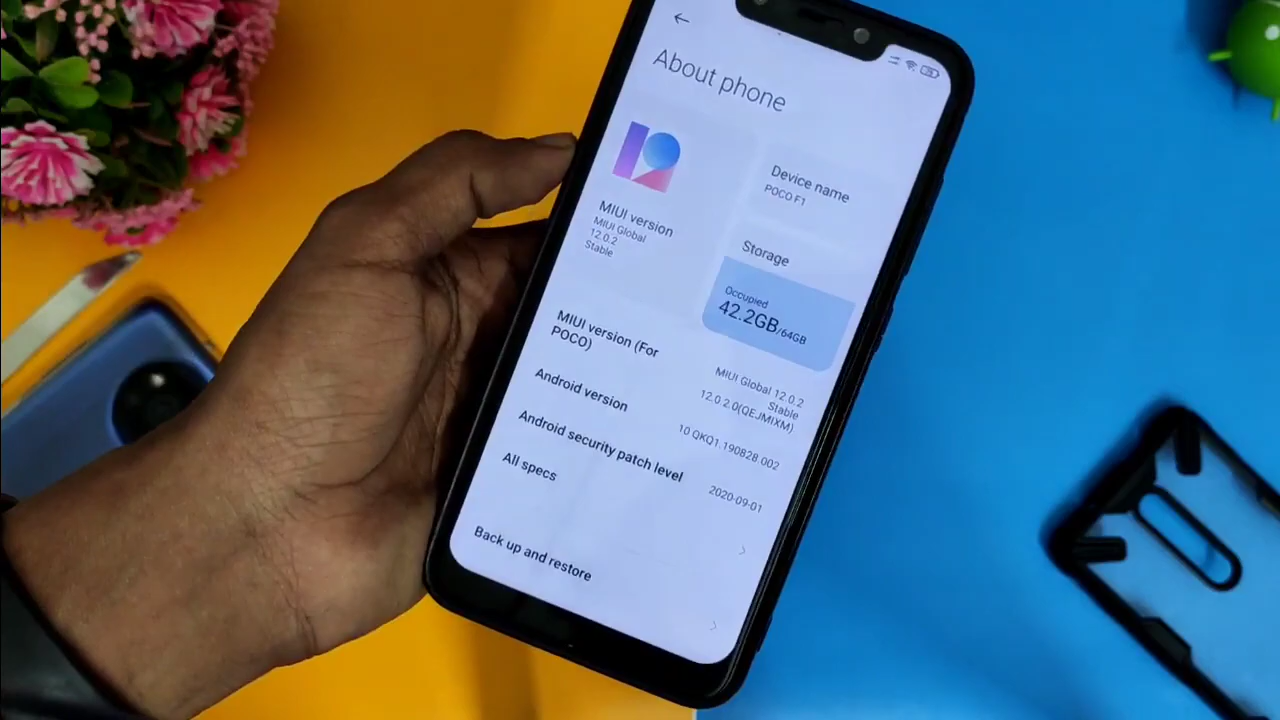 About phone
MIUI version
MIUI Global
12.0.2
Stable
Device name
POCO F1
Storage
Occupied
42.2GB/64GB
MIUI version (For
POCO)
MIUI Global 12.0.2
Stable
12.0.2.0(QEJMIXM)
Android version
10 QKQ1.190828.002
Android security patch level
2020-09-01
All specs
Back up and restore